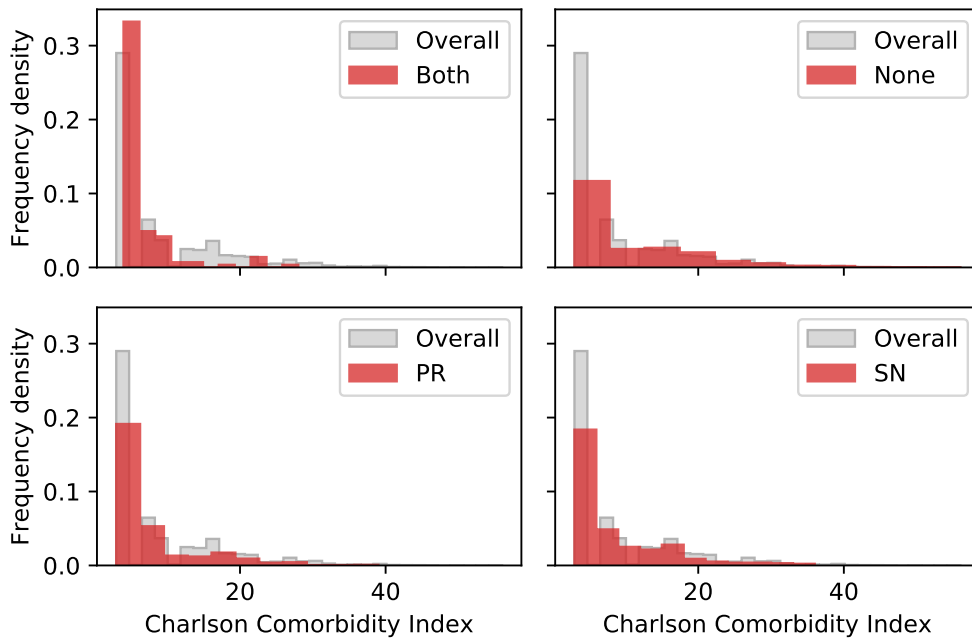 Frequency density
0.3
0.2
0.1
0.0
Overall
Both
Overall
None
Frequency density
0.3
0.2
0.1
0.0
Overall
PR
Overall
SN
20
40
20
40
Charlson Comorbidity Index
Charlson Comorbidity Index